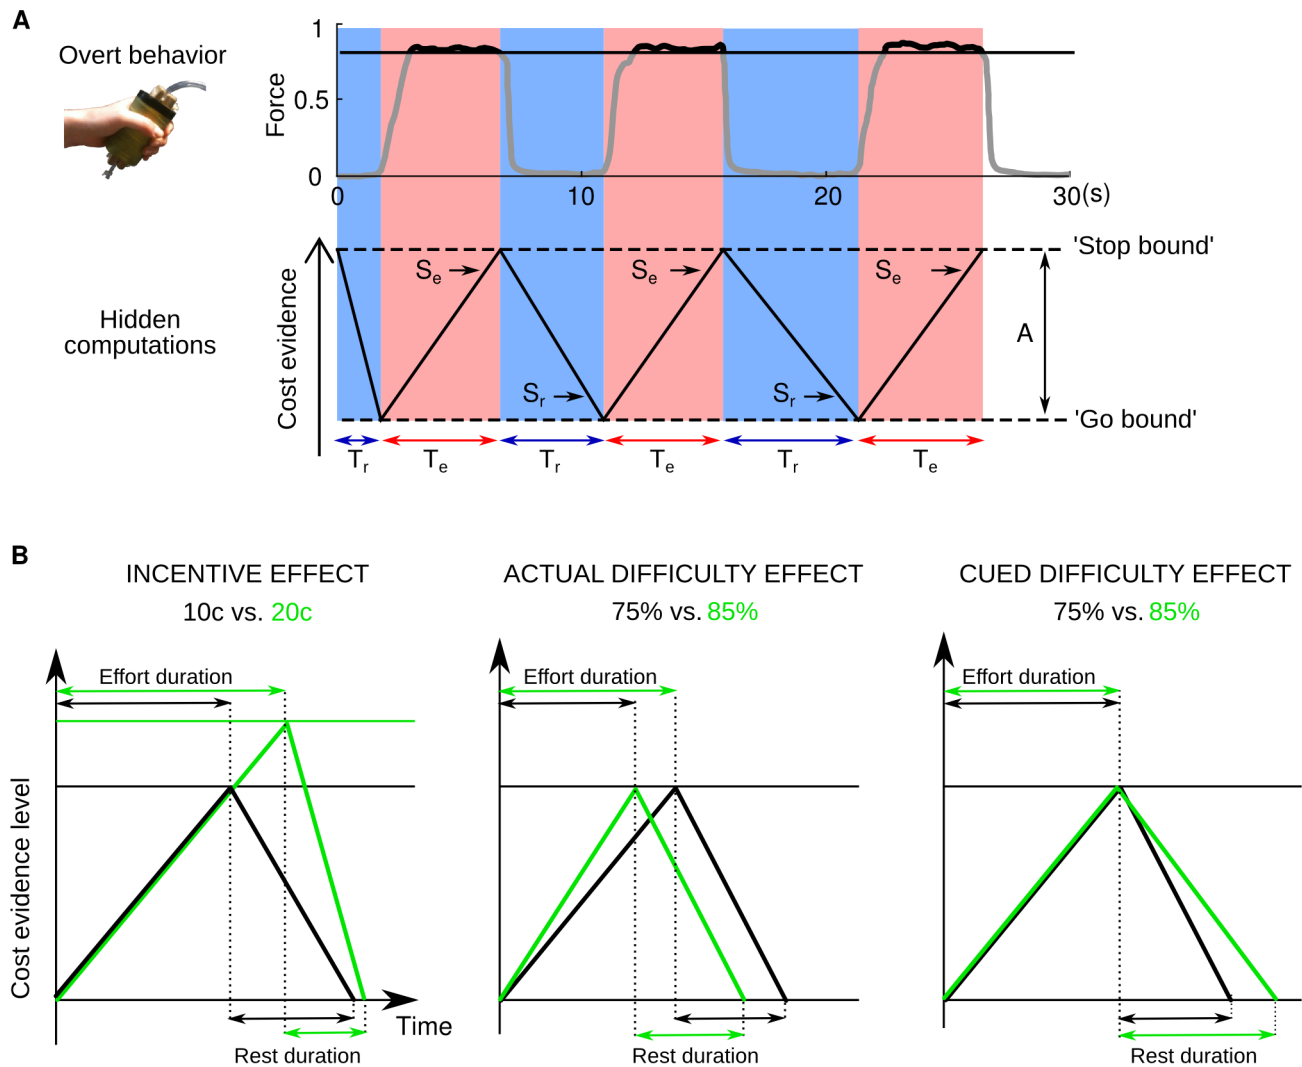 A
Overt behavior
Force
1
0.5
0
0
10
20
30(s)
Hidden
computations
Cost evidence
'Stop bound'
Se
Se
Se
A
Sr
Sr
'Go bound'
Tr
Te
Tr
Te
Tr
Te
B
INCENTIVE EFFECT
10c vs. 20c
Effort duration
Cost evidence level
Time
Rest duration
ACTUAL DIFFICULTY EFFECT
75% vs. 85%
Effort duration
Rest duration
CUED DIFFICULTY EFFECT
75% vs. 85%
Effort duration
Rest duration